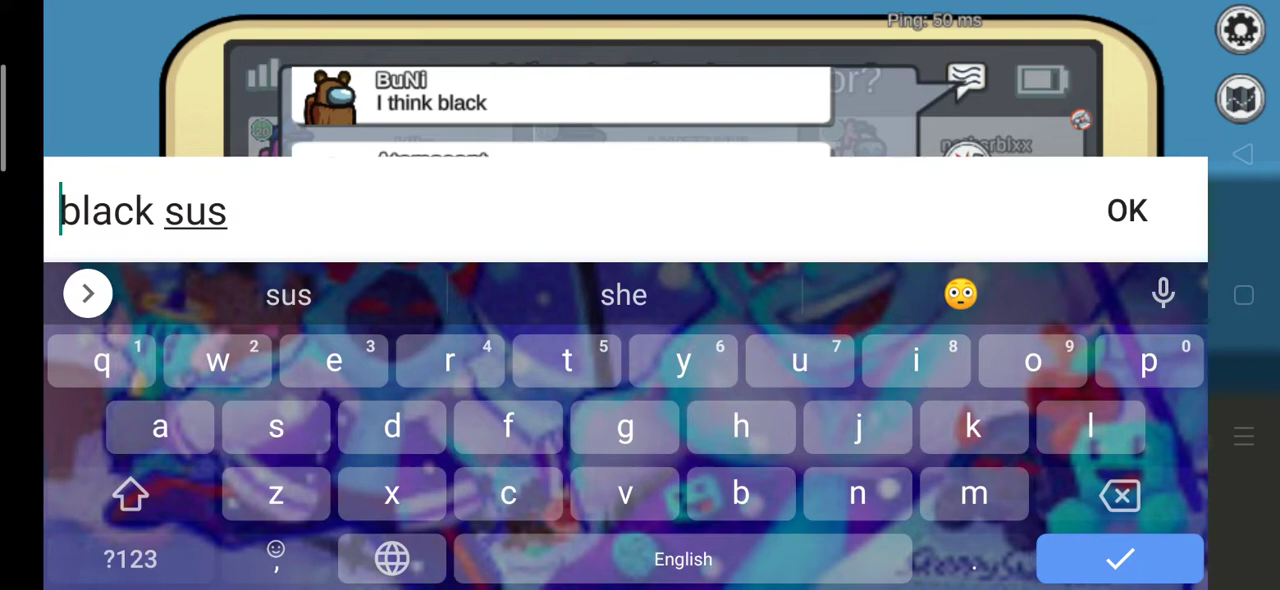 Ping: 50 ms
or?
BuNi
I think black
black sus
OK
sus she 😳
q 1 w 2 e 3 r 4 t 5 y 6 u 7 i 8 o 9 p 0
a s d f g h j k l
z x c v b n m
?123 , English .